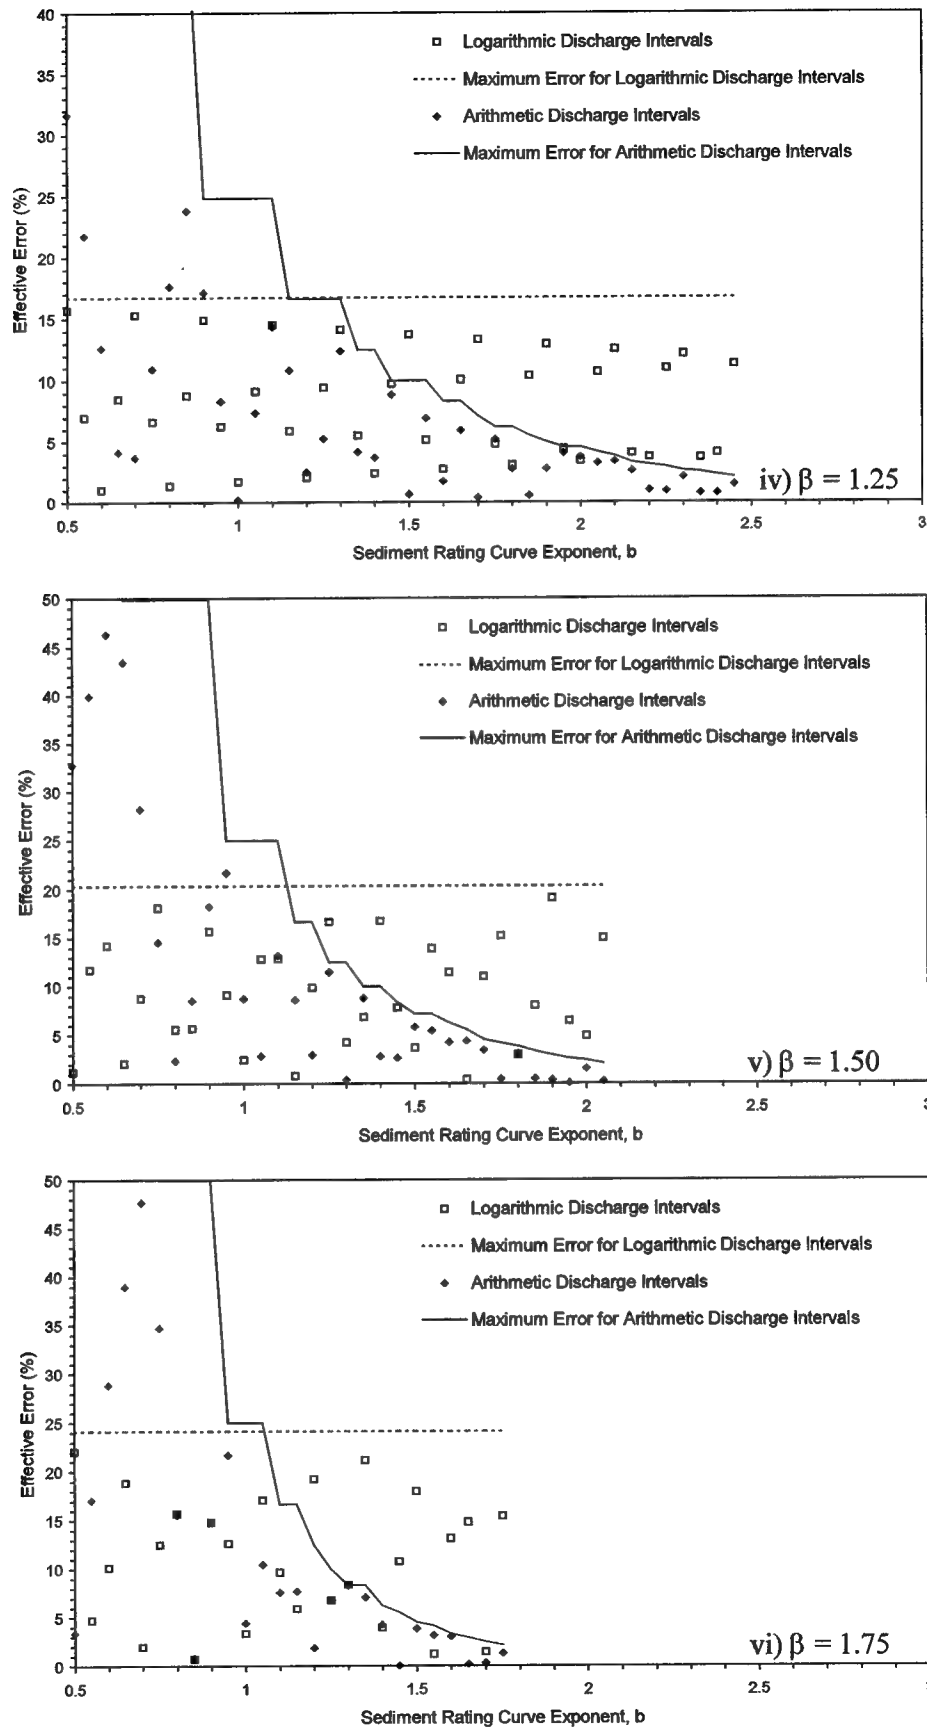 40
35
30
25
20
15
10
5
0
Effective Error (%)
Logarithmic Discharge Intervals
Maximum Error for Logarithmic Discharge Intervals
Arithmetic Discharge Intervals
Maximum Error for Arithmetic Discharge Intervals
iv) β = 1.25
0.5 1 1.5 2 2.5 3
Sediment Rating Curve Exponent, b
50
45
40
35
30
25
20
15
10
5
0
Effective Error (%)
Logarithmic Discharge Intervals
Maximum Error for Logarithmic Discharge Intervals
Arithmetic Discharge Intervals
Maximum Error for Arithmetic Discharge Intervals
v) β = 1.50
0.5 1 1.5 2 2.5 3
Sediment Rating Curve Exponent, b
50
45
40
35
30
25
20
15
10
5
0
Effective Error (%)
Logarithmic Discharge Intervals
Maximum Error for Logarithmic Discharge Intervals
Arithmetic Discharge Intervals
Maximum Error for Arithmetic Discharge Intervals
vi) β = 1.75
0.5 1 1.5 2 2.5
Sediment Rating Curve Exponent, b